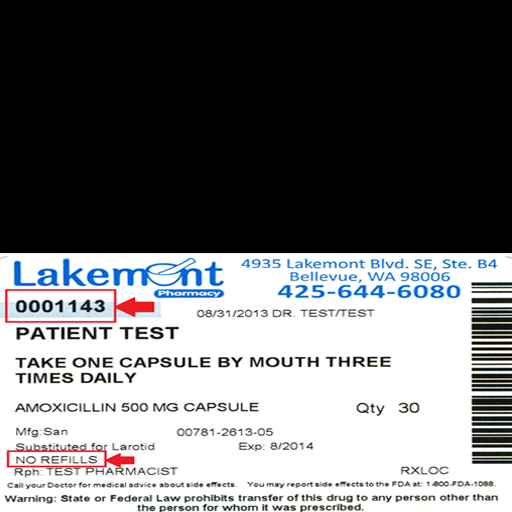 Lakemont
Pharmacy
4935 Lakemont Blvd. SE, Ste. B4
Bellevue, WA 98006
425-644-6080
0001143
08/31/2013 DR. TEST/TEST
PATIENT TEST
TAKE ONE CAPSULE BY MOUTH THREE
TIMES DAILY
AMOXICILLIN 500 MG CAPSULE Qty 30
Mfg:San 00781-2613-05
Substituted for Larotid Exp: 8/2014
NO REFILLS
Rph: TEST PHARMACIST RXLOC
Call your Doctor for medical advice about side effects. You may report side effects to the FDA at: 1-800-FDA-1088.
Warning: State or Federal Law prohibits transfer of this drug to any person other than
the person for whom it was prescribed.